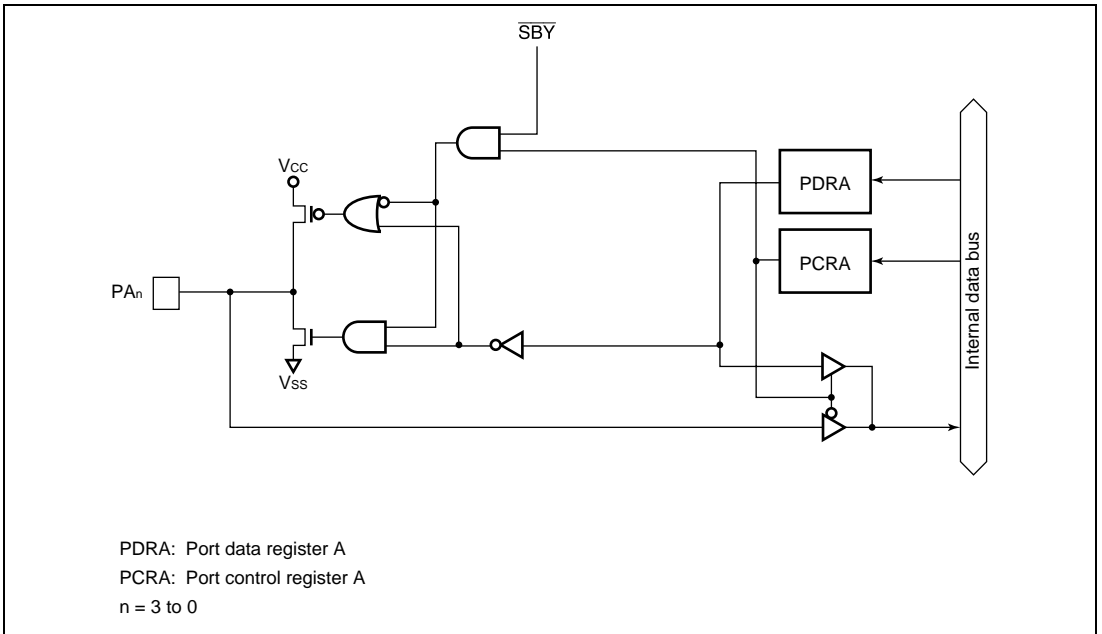 SBY
VCC
PDRA
PCRA
PAn
VSS
Internal data bus
PDRA: Port data register A
PCRA: Port control register A
n = 3 to 0